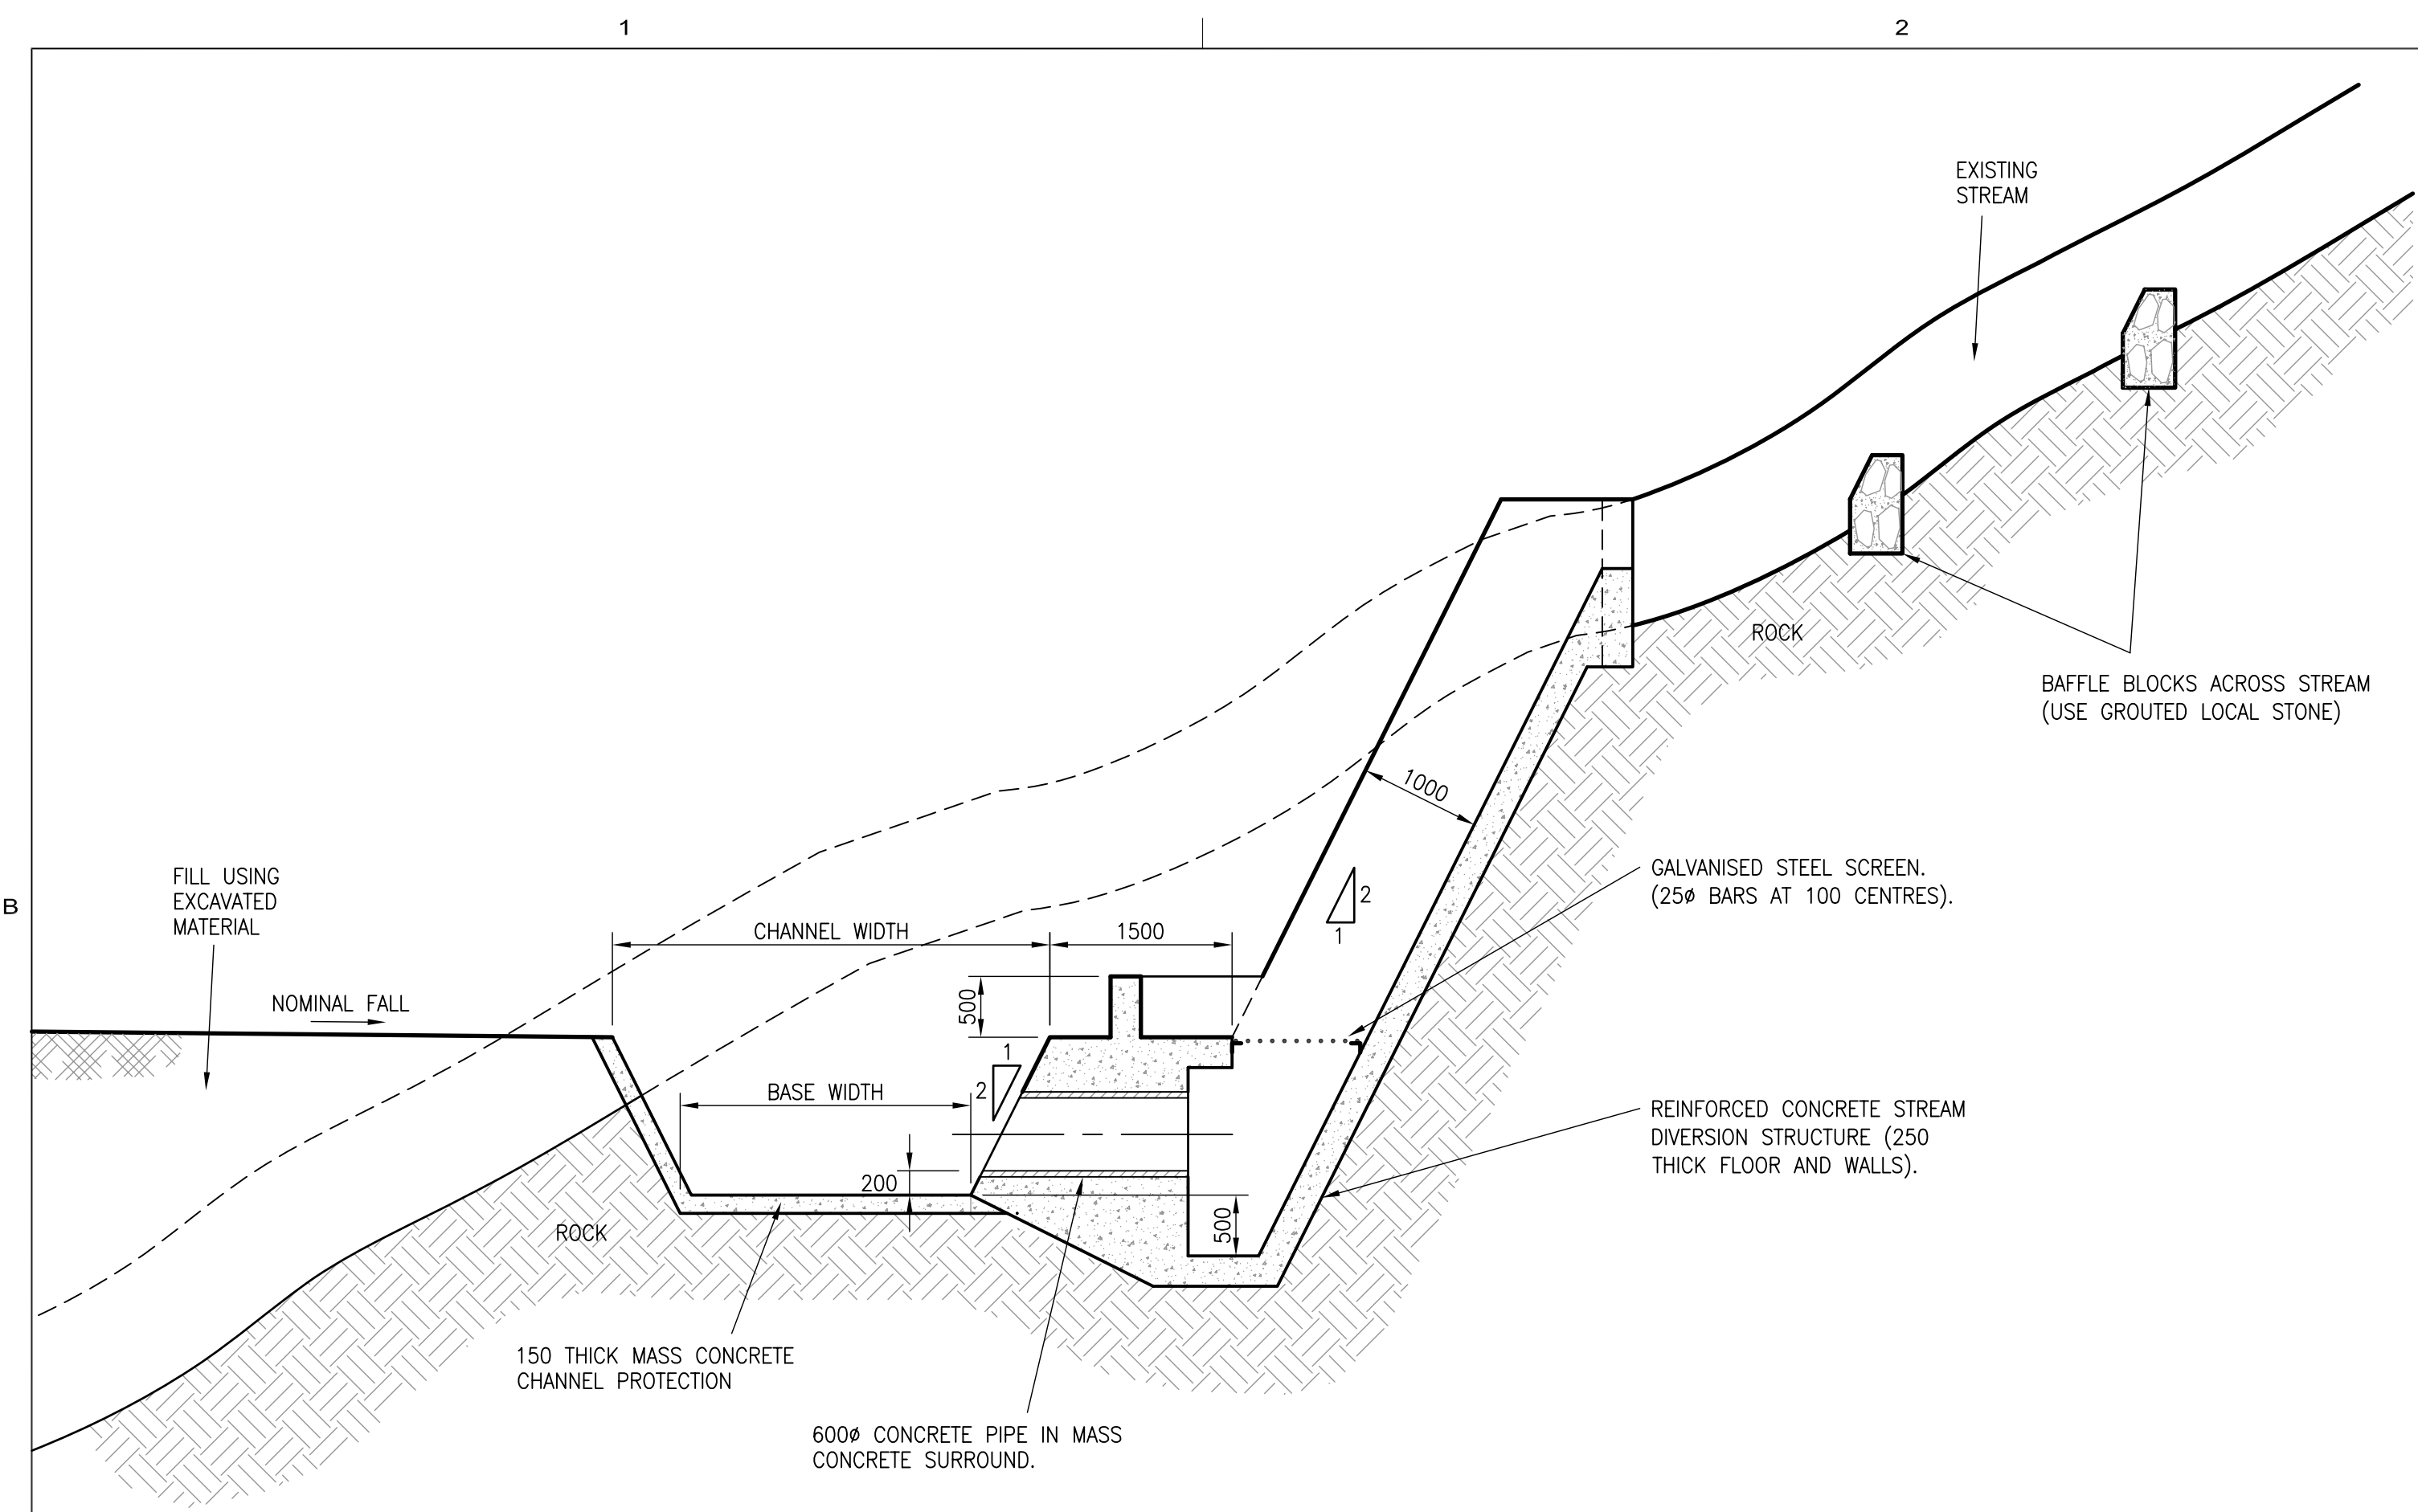 1
2
EXISTING
STREAM
ROCK
BAFFLE BLOCKS ACROSS STREAM
(USE GROUTED LOCAL STONE)
1000
GALVANISED STEEL SCREEN.
(25ø BARS AT 100 CENTRES).
2
1
B
FILL USING
EXCAVATED
MATERIAL
CHANNEL WIDTH
1500
NOMINAL FALL
500
1
2
BASE WIDTH
REINFORCED CONCRETE STREAM
DIVERSION STRUCTURE (250
THICK FLOOR AND WALLS).
200
500
ROCK
150 THICK MASS CONCRETE
CHANNEL PROTECTION
600ø CONCRETE PIPE IN MASS
CONCRETE SURROUND.